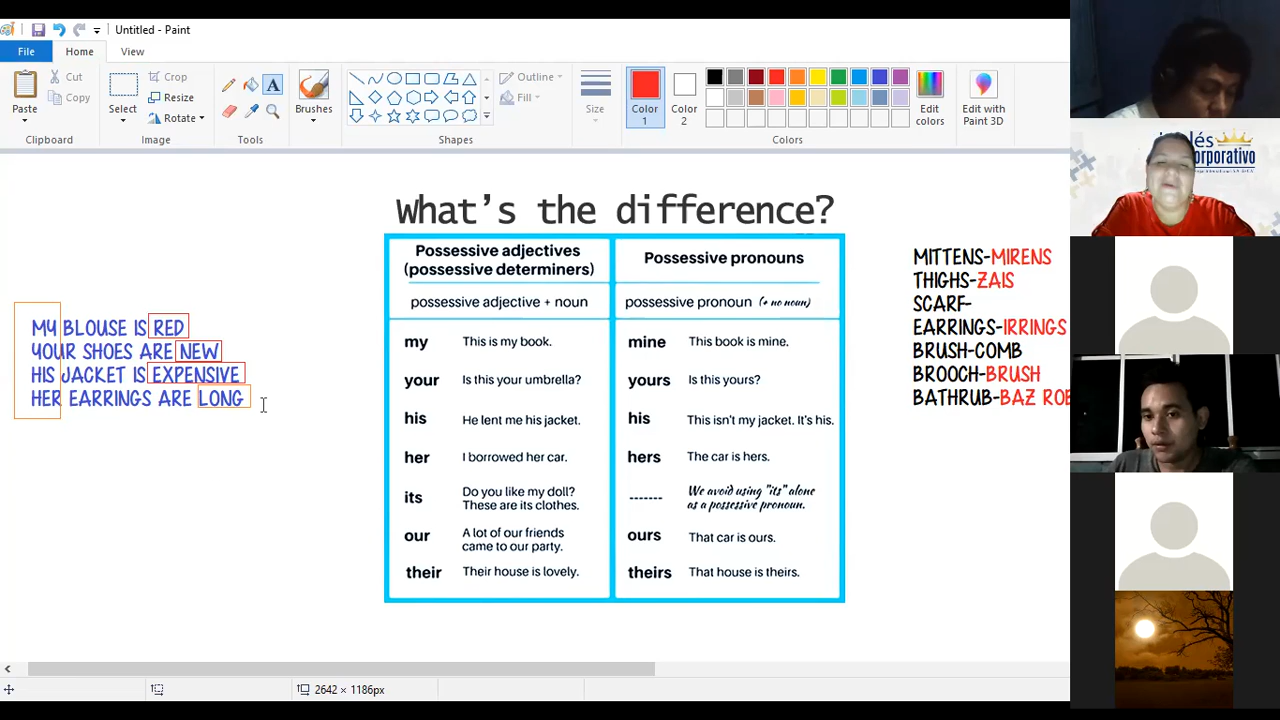 Untitled - Paint
File
Home
View
Paste
Cut
Copy
Clipboard
Select
Crop
Resize
Rotate
Image
Tools
Brushes
Shapes
Outline
Fill
Size
Color 1
Color 2
Colors
Edit colors
Edit with Paint 3D
What's the difference?
Possessive adjectives
(possessive determiners)
Possessive pronouns
possessive adjective + noun
possessive pronoun (+ no noun)
my This is my book.
mine This book is mine.
your Is this your umbrella?
yours Is this yours?
his He lent me his jacket.
his This isn't my jacket. It's his.
her I borrowed her car.
hers The car is hers.
its Do you like my doll?
These are its clothes.
------- We avoid using "its" alone
as a possessive pronoun.
our A lot of our friends
came to our party.
ours That car is ours.
their Their house is lovely.
theirs That house is theirs.
MY BLOUSE IS RED
YOUR SHOES ARE NEW
HIS JACKET IS EXPENSIVE
HER EARRINGS ARE LONG
MITTENS-MIRENS
THIGHS-ZAIS
SCARF-
EARRINGS-IRRINGS
BRUSH-COMB
BROOCH-BRUSH
BATHRUB-BAZ
2642 × 1186px